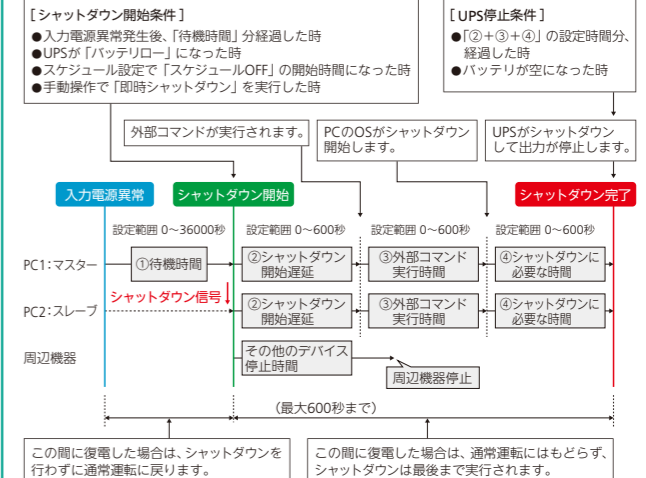 [シャットダウン開始条件]
●入力電源異常発生後、「待機時間」分経過した時
●UPSが「バッテリロー」になった時
●スケジュール設定で「スケジュールOFF」の開始時間になった時
●手動操作で「即時シャットダウン」を実行した時
[UPS停止条件]
●「②+③+④」の設定時間分、
経過した時
●バッテリが空になった時
外部コマンドが実行されます。
PCのOSがシャットダウン
開始します。
UPSがシャットダウン
して出力が停止します。
入力電源異常
シャットダウン開始
シャットダウン完了
設定範囲 0~36000秒
設定範囲 0~600秒
設定範囲 0~600秒
設定範囲 0~600秒
PC1:マスター
①待機時間
②シャットダウン
開始遅延
③外部コマンド
実行時間
④シャットダウンに
必要な時間
シャットダウン信号
PC2:スレーブ
②シャットダウン
開始遅延
③外部コマンド
実行時間
④シャットダウンに
必要な時間
周辺機器
その他のデバイス
停止時間
周辺機器停止
(最大600秒まで)
この間に復電した場合は、シャットダウンを
行わずに通常運転に戻ります。
この間に復電した場合は、通常運転にはもどらず、
シャットダウンは最後まで実行されます。